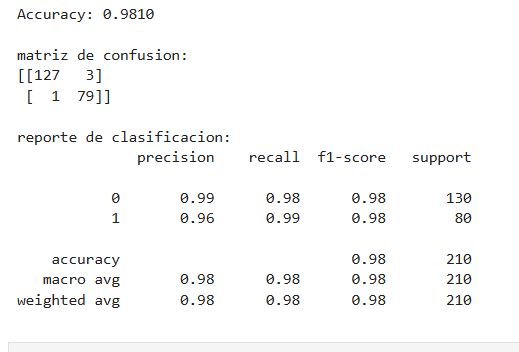 Accuracy: 0.9810
matriz de confusion:
[[127   3]
 [  1  79]]
reporte de clasificacion:
              precision    recall  f1-score   support
           0       0.99      0.98      0.98       130
           1       0.96      0.99      0.98        80
    accuracy                           0.98       210
   macro avg       0.98      0.98      0.98       210
weighted avg       0.98      0.98      0.98       210